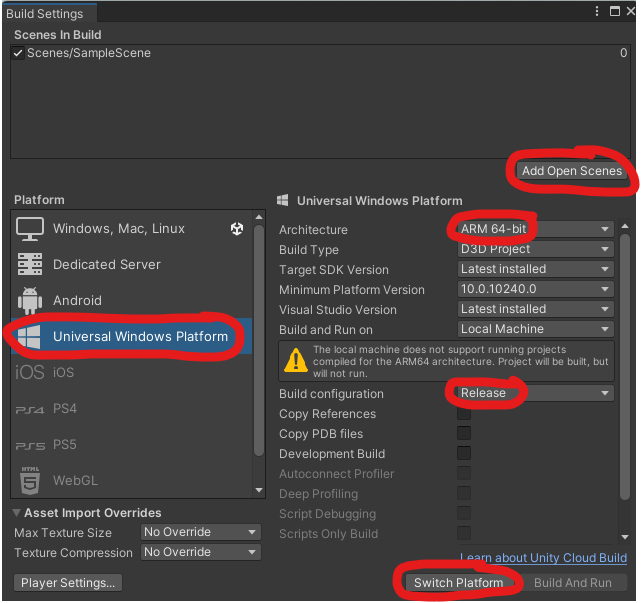 Build Settings
Scenes In Build
Scenes/SampleScene 0
Add Open Scenes
Platform
Windows, Mac, Linux
Dedicated Server
Android
Universal Windows Platform
iOS iOS
PS4 PS4
PS5 PS5
HTML WebGL
Asset Import Overrides
Max Texture Size No Override
Texture Compression No Override
Player Settings...
Universal Windows Platform
Architecture ARM 64-bit
Build Type D3D Project
Target SDK Version Latest installed
Minimum Platform Version 10.0.10240.0
Visual Studio Version Latest installed
Build and Run on Local Machine
The local machine does not support running projects
compiled for the ARM64 architecture. Project will be built, but
will not run.
Build configuration Release
Copy References
Copy PDB files
Development Build
Autoconnect Profiler
Deep Profiling
Script Debugging
Scripts Only Build
Learn about Unity Cloud Build
Switch Platform Build And Run